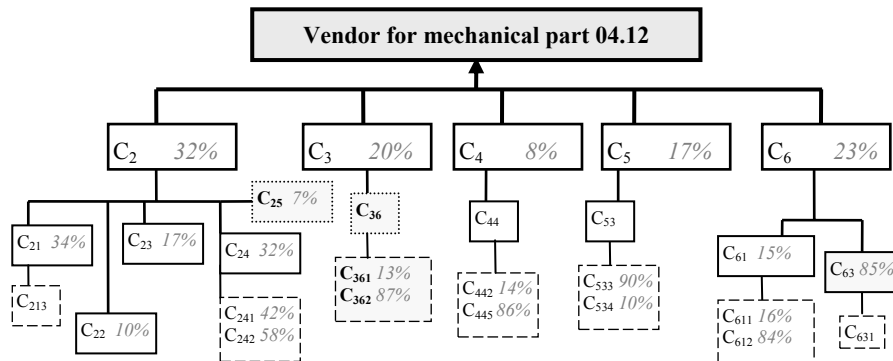 Vendor for mechanical part 04.12
C2 32%
C3 20%
C4 8%
C5 17%
C6 23%
C25 7%
C21 34%
C23 17%
C24 32%
C36
C44
C53
C61 15%
C63 85%
C213
C22 10%
C241 42%
C242 58%
C361 13%
C362 87%
C442 14%
C445 86%
C533 90%
C534 10%
C611 16%
C612 84%
C631